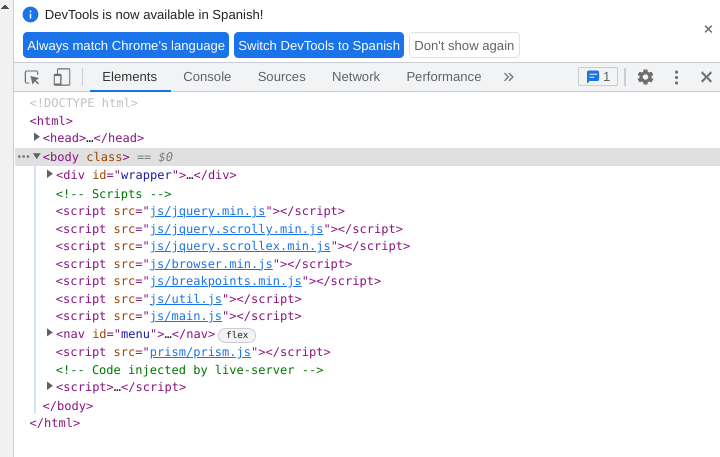 DevTools is now available in Spanish!
Always match Chrome's language Switch DevTools to Spanish Don't show again
Elements Console Sources Network Performance 1
<!DOCTYPE html>
<html>
<head>…</head>
<body class> == $0
<div id="wrapper">…</div>
<!-- Scripts -->
<script src="js/jquery.min.js"></script>
<script src="js/jquery.scrolly.min.js"></script>
<script src="js/jquery.scrollex.min.js"></script>
<script src="js/browser.min.js"></script>
<script src="js/breakpoints.min.js"></script>
<script src="js/util.js"></script>
<script src="js/main.js"></script>
<nav id="menu">…</nav> flex
<script src="prism/prism.js"></script>
<!-- Code injected by live-server -->
<script>…</script>
</body>
</html>